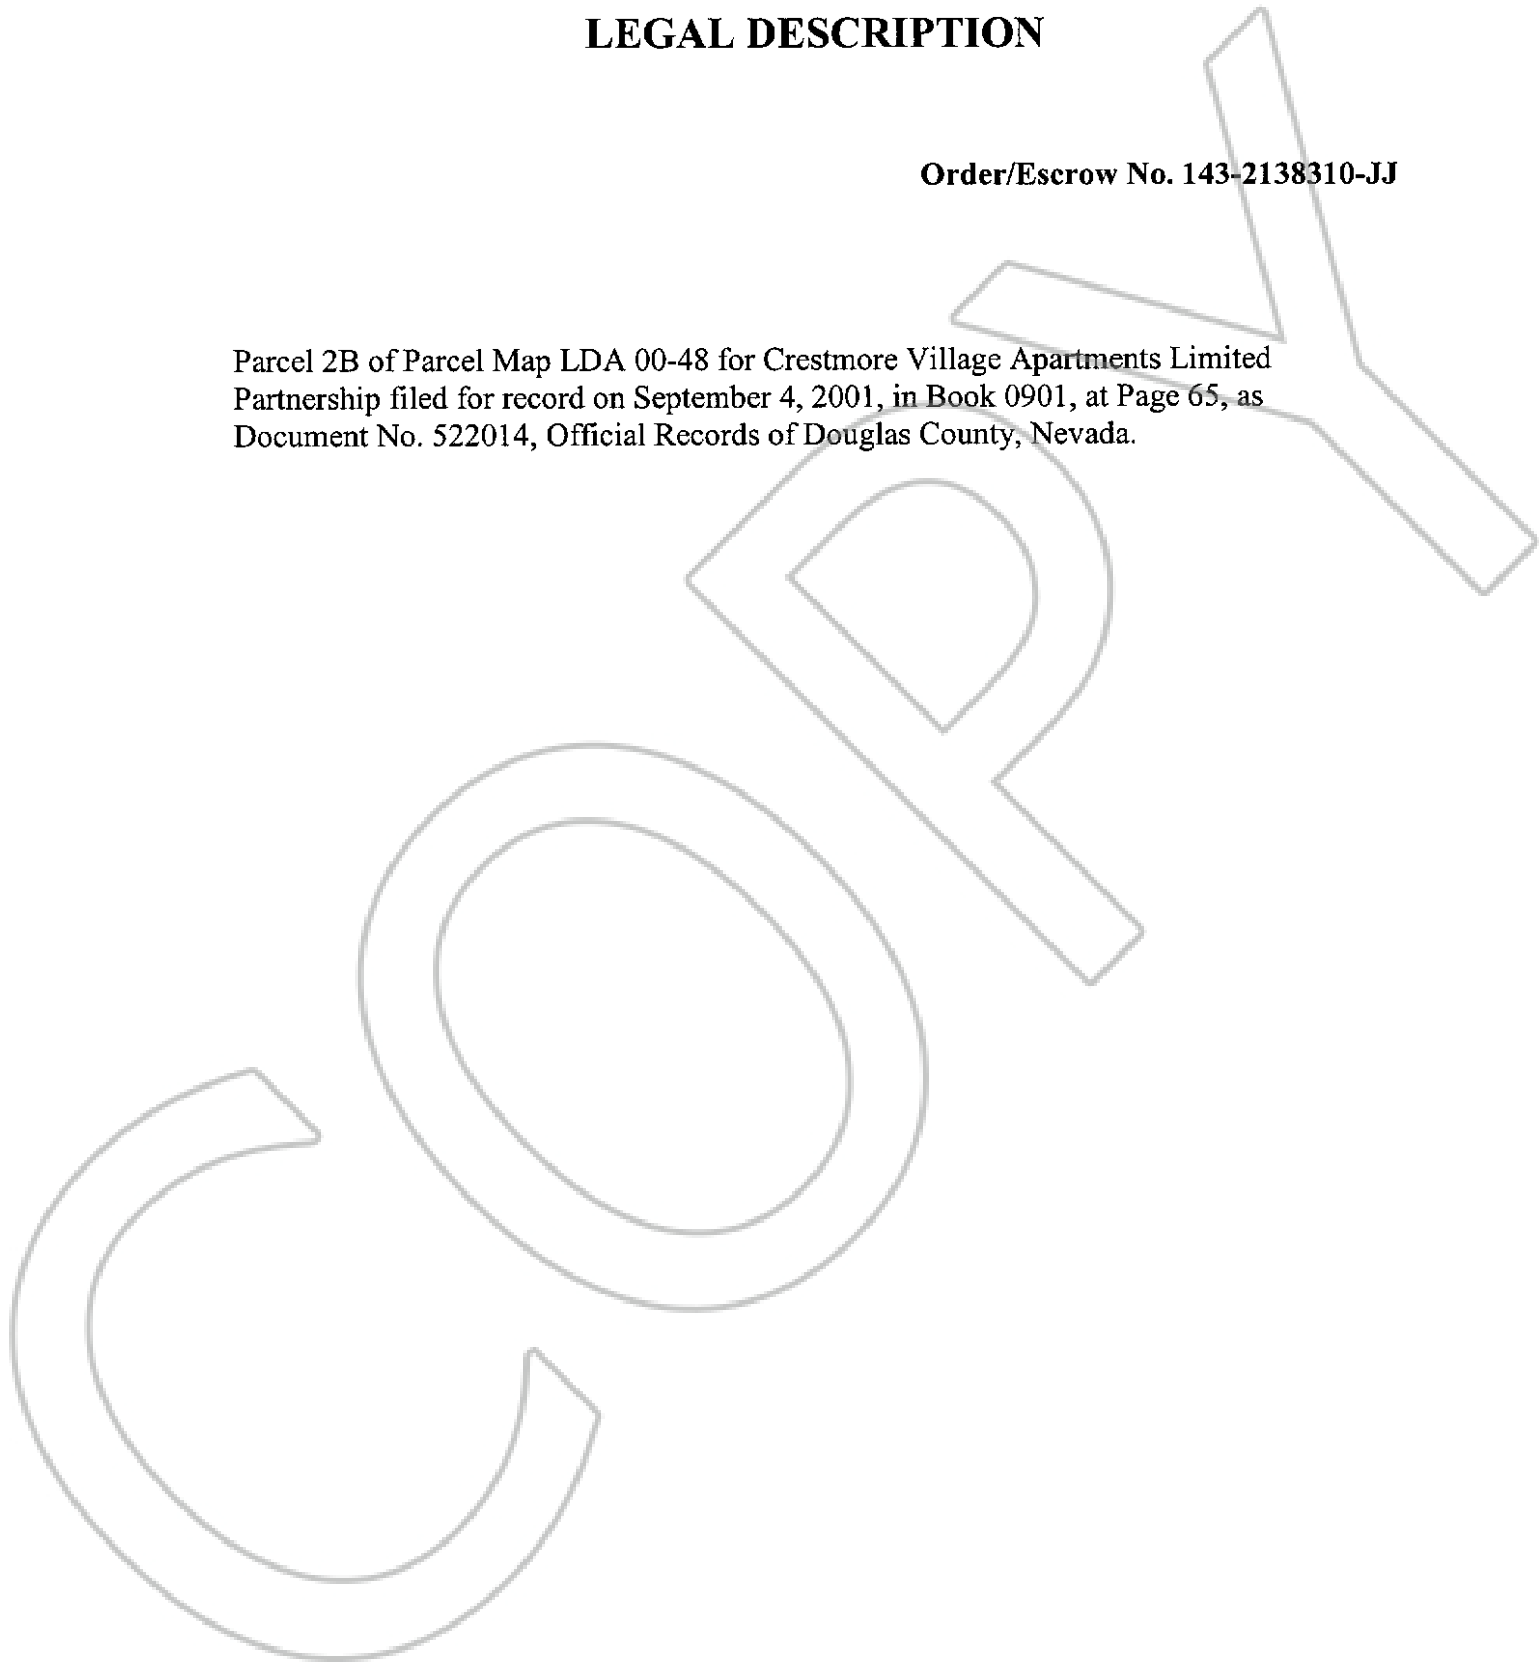 LEGAL DESCRIPTION
Order/Escrow No. 143-2138310-JJ
Parcel 2B of Parcel Map LDA 00-48 for Crestmore Village Apartments Limited
Partnership filed for record on September 4, 2001, in Book 0901, at Page 65, as
Document No. 522014, Official Records of Douglas County, Nevada.
COPY